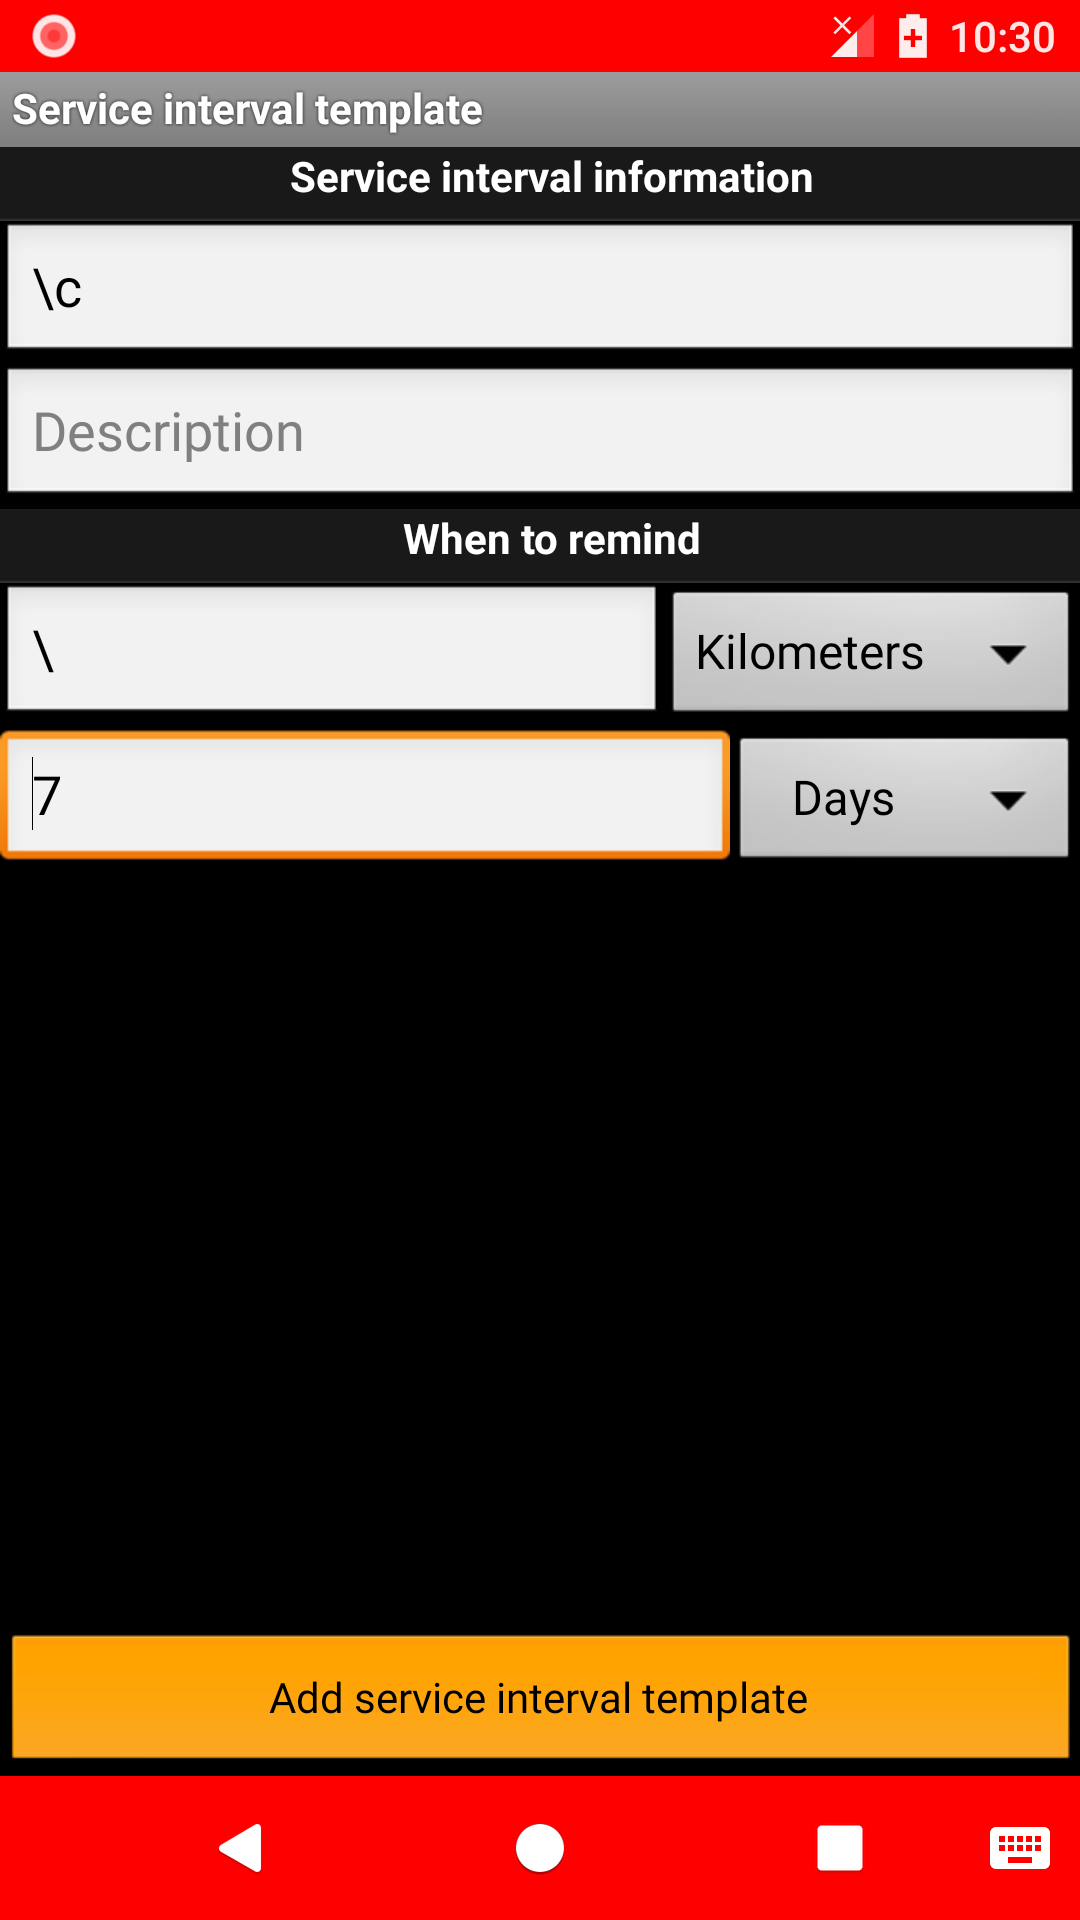 10:30
Service interval template
Service interval information
\c
Description
When to remind
\
Kilometers
7
Days
Add service interval template